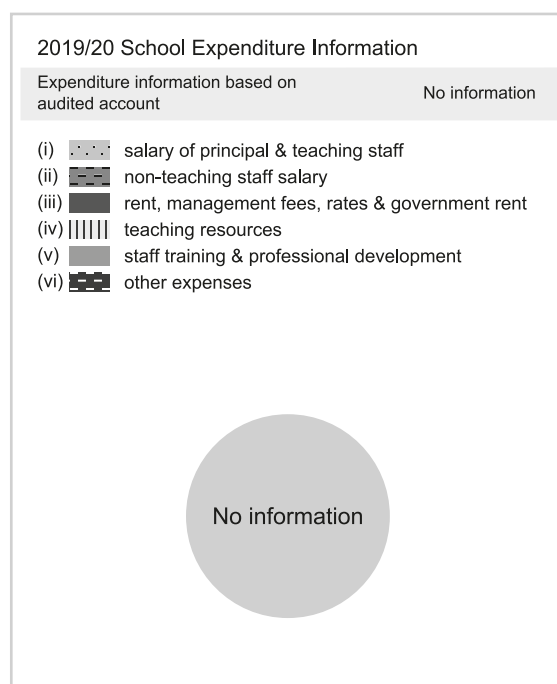 2019/20 School Expenditure Information
Expenditure information based on
audited account
No information
(i) salary of principal & teaching staff
(ii) non-teaching staff salary
(iii) rent, management fees, rates & government rent
(iv) teaching resources
(v) staff training & professional development
(vi) other expenses
No information